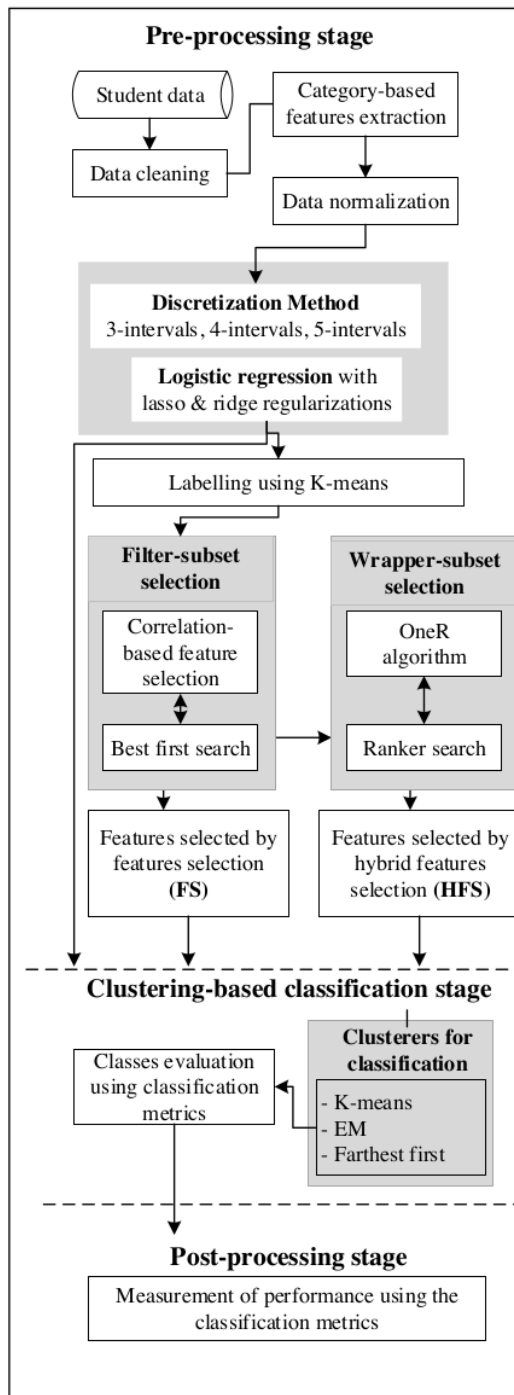 Pre-processing stage
Student data
Category-based
features extraction
Data cleaning
Data normalization
Discretization Method
3-intervals, 4-intervals, 5-intervals
Logistic regression with
lasso & ridge regularizations
Labelling using K-means
Filter-subset
selection
Correlation-
based feature
selection
Best first search
Wrapper-subset
selection
OneR
algorithm
Ranker search
Features selected by
features selection
(FS)
Features selected by
hybrid features
selection (HFS)
Clustering-based classification stage
Clusterers for
classification
- K-means
- EM
- Farthest first
Classes evaluation
using classification
metrics
Post-processing stage
Measurement of performance using the
classification metrics